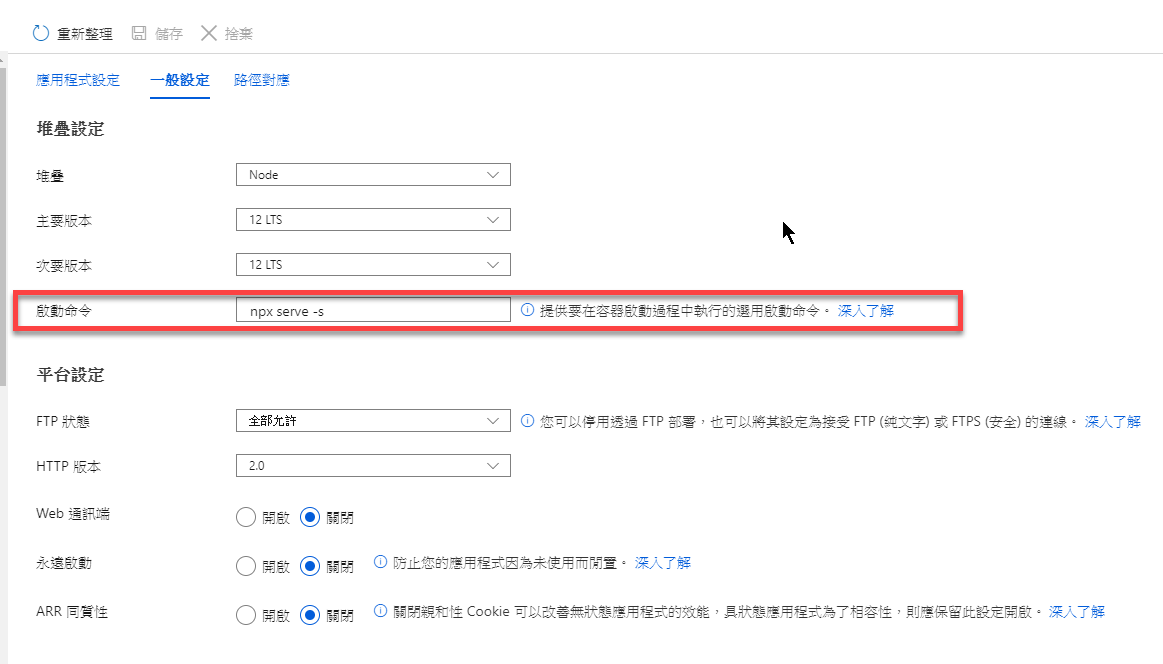 重新整理 儲存 捨棄
應用程式設定 一般設定 路徑對應
堆疊設定
堆疊 Node
主要版本 12 LTS
次要版本 12 LTS
啟動命令 npx serve -s 提供要在容器啟動過程中執行的選用啟動命令。 深入了解
平台設定
FTP 狀態 全部允許 您可以停用透過 FTP 部署，也可以將其設定為接受 FTP (純文字) 或 FTPS (安全) 的連線。 深入了解
HTTP 版本 2.0
Web 通訊端 開啟 關閉
永遠啟動 開啟 關閉 防止您的應用程式因為未使用而閒置。 深入了解
ARR 同質性 開啟 關閉 關閉親和性 Cookie 可以改善無狀態應用程式的效能，具狀態應用程式為了相容性，則應保留此設定開啟。 深入了解